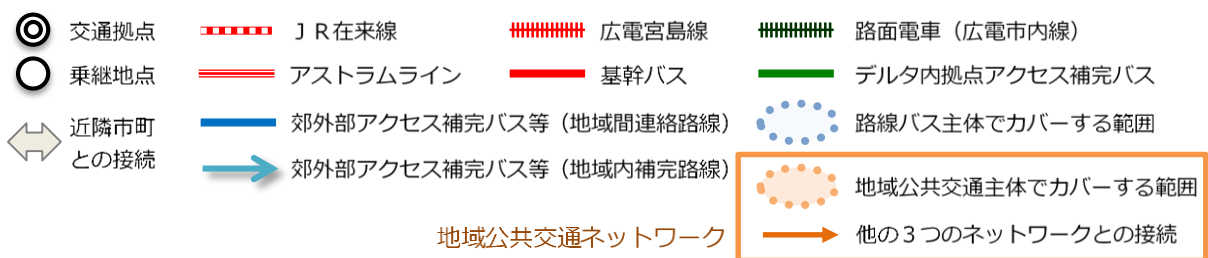 交通拠点 ＪＲ在来線 広電宮島線 路面電車（広電市内線）
乗継地点 アストラムライン 基幹バス デルタ内拠点アクセス補完バス
近隣市町
との接続
郊外部アクセス補完バス等（地域間連絡路線） 路線バス主体でカバーする範囲
郊外部アクセス補完バス等（地域内補完路線） 地域公共交通主体でカバーする範囲
地域公共交通ネットワーク 他の３つのネットワークとの接続